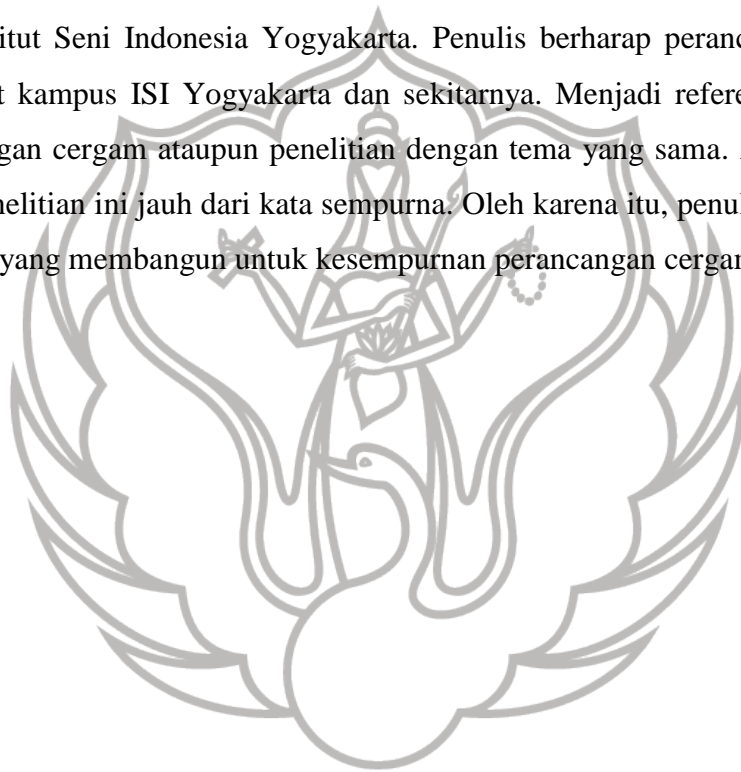 itut Seni Indonesia Yogyakarta. Penulis berharap peranc
t kampus ISI Yogyakarta dan sekitarnya. Menjadi refere
gan cergam ataupun penelitian dengan tema yang sama.
nelitian ini jauh dari kata sempurna. Oleh karena itu, penul
yang membangun untuk kesempurnan perancangan cergam